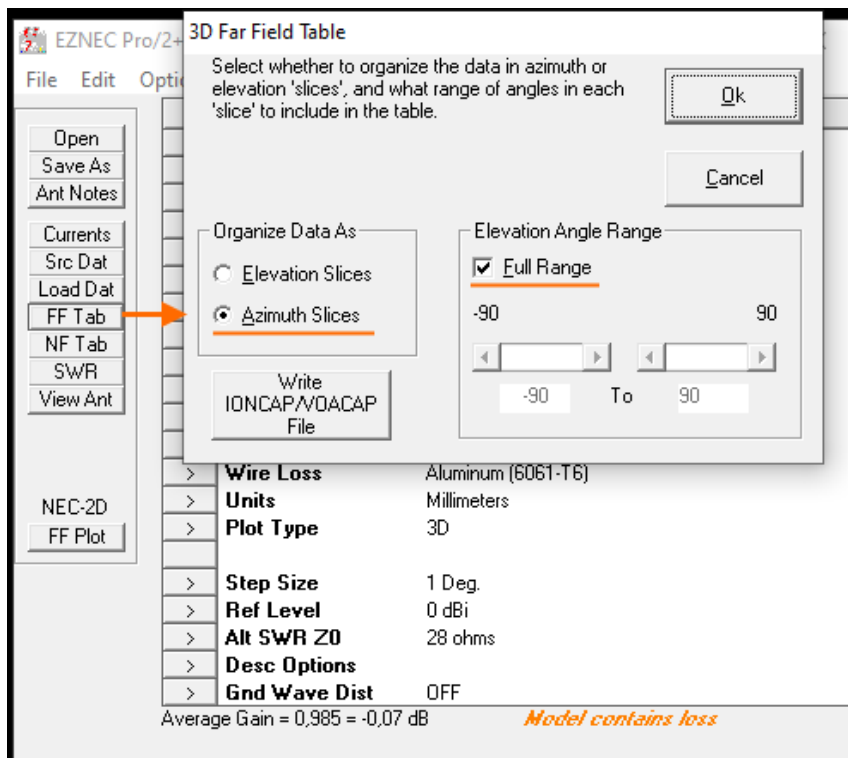 EZNEC Pro/2+
File Edit Optio
Open
Save As
Ant Notes
Currents
Src Dat
Load Dat
FF Tab
NF Tab
SWR
View Ant
NEC-2D
FF Plot
3D Far Field Table
Select whether to organize the data in azimuth or
elevation 'slices', and what range of angles in each
'slice' to include in the table.
Ok
Cancel
Organize Data As
Elevation Slices
Azimuth Slices
Write
IONCAP/VOACAP
File
Elevation Angle Range
Full Range
-90 90
-90 To 90
> Wire Loss Aluminum (6061-T6)
> Units Millimeters
> Plot Type 3D
> Step Size 1 Deg.
> Ref Level 0 dBi
> Alt SWR Z0 28 ohms
> Desc Options
> Gnd Wave Dist OFF
Average Gain = 0,985 = -0,07 dB Model contains loss